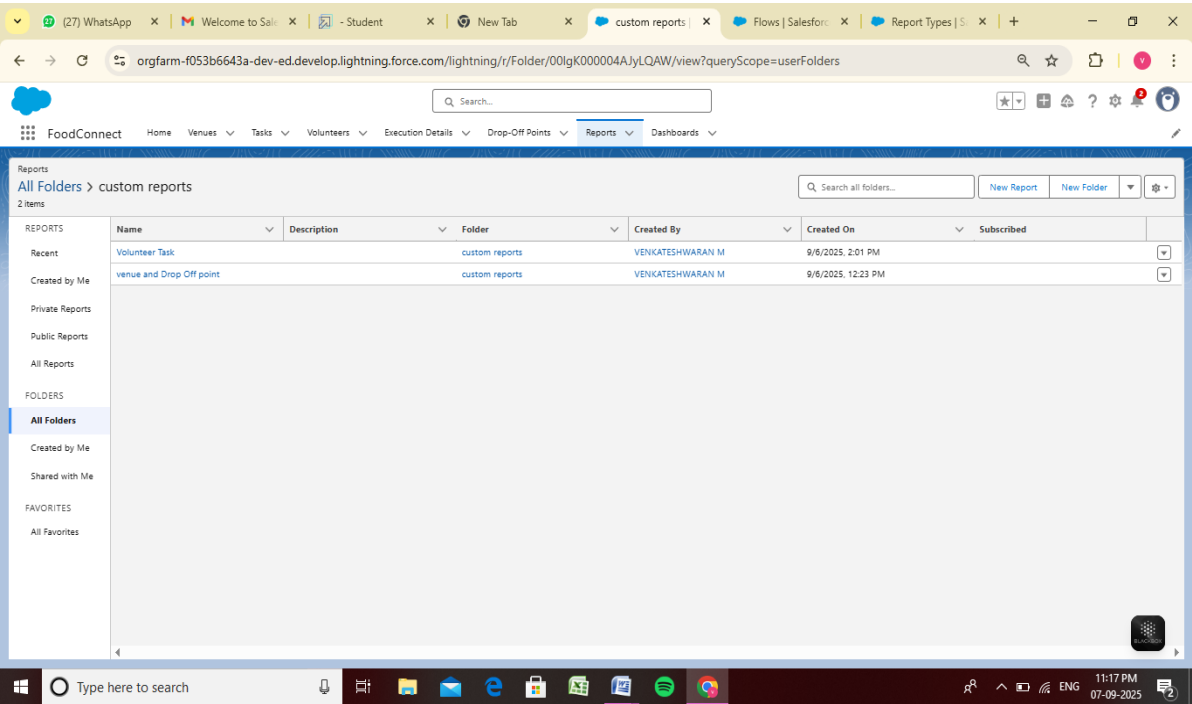 27 (27) WhatsApp
Welcome to Sale
- Student
New Tab
custom reports |
Flows | Salesforc
Report Types | S
orgfarm-f053b6643a-dev-ed.develop.lightning.force.com/lightning/r/Folder/00lgK000004AJyLQAW/view?queryScope=userFolders
V
Search...
2
FoodConnect
Home
Venues
Tasks
Volunteers
Execution Details
Drop-Off Points
Reports
Dashboards
Reports
All Folders > custom reports
2 items
Search all folders...
New Report
New Folder
REPORTS
Recent
Created by Me
Private Reports
Public Reports
All Reports
FOLDERS
All Folders
Created by Me
Shared with Me
FAVORITES
All Favorites
Name Description Folder Created By Created On Subscribed
Volunteer Task custom reports VENKATESHWARAN M 9/6/2025, 2:01 PM
venue and Drop Off point custom reports VENKATESHWARAN M 9/6/2025, 12:23 PM
BLACKBOX
Type here to search
ENG
11:17 PM
07-09-2025
2